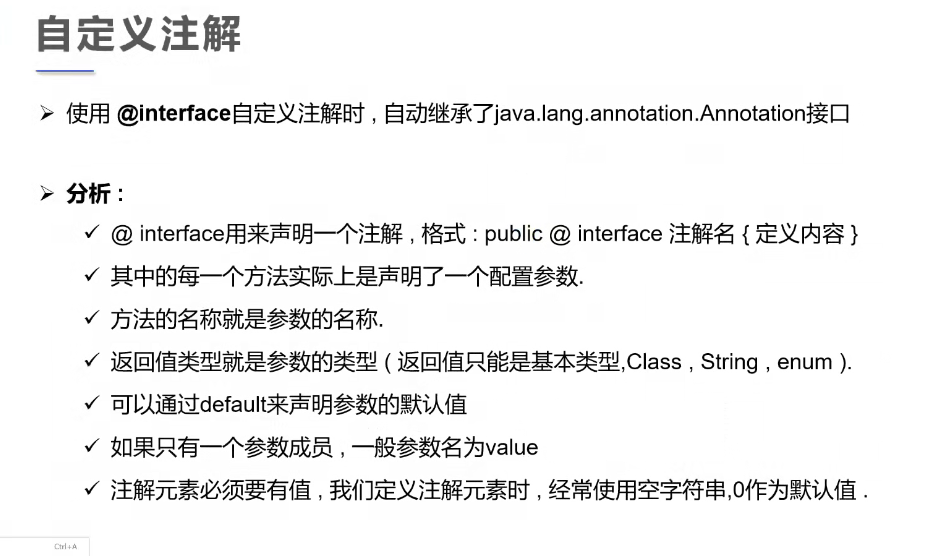 自定义注解
使用 @interface自定义注解时 , 自动继承了java.lang.annotation.Annotation接口
分析 :
@ interface用来声明一个注解 , 格式 : public @ interface 注解名 { 定义内容 }
其中的每一个方法实际上是声明了一个配置参数.
方法的名称就是参数的名称.
返回值类型就是参数的类型 ( 返回值只能是基本类型,Class , String , enum ).
可以通过default来声明参数的默认值
如果只有一个参数成员 , 一般参数名为value
注解元素必须要有值 , 我们定义注解元素时 , 经常使用空字符串,0作为默认值 .
Ctrl+A